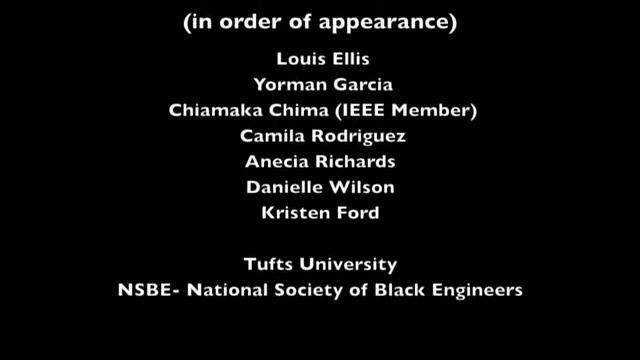 (in order of appearance)
Louis Ellis
Yorman Garcia
Chiamaka Chima (IEEE Member)
Camila Rodriguez
Anecia Richards
Danielle Wilson
Kristen Ford
Tufts University
NSBE- National Society of Black Engineers